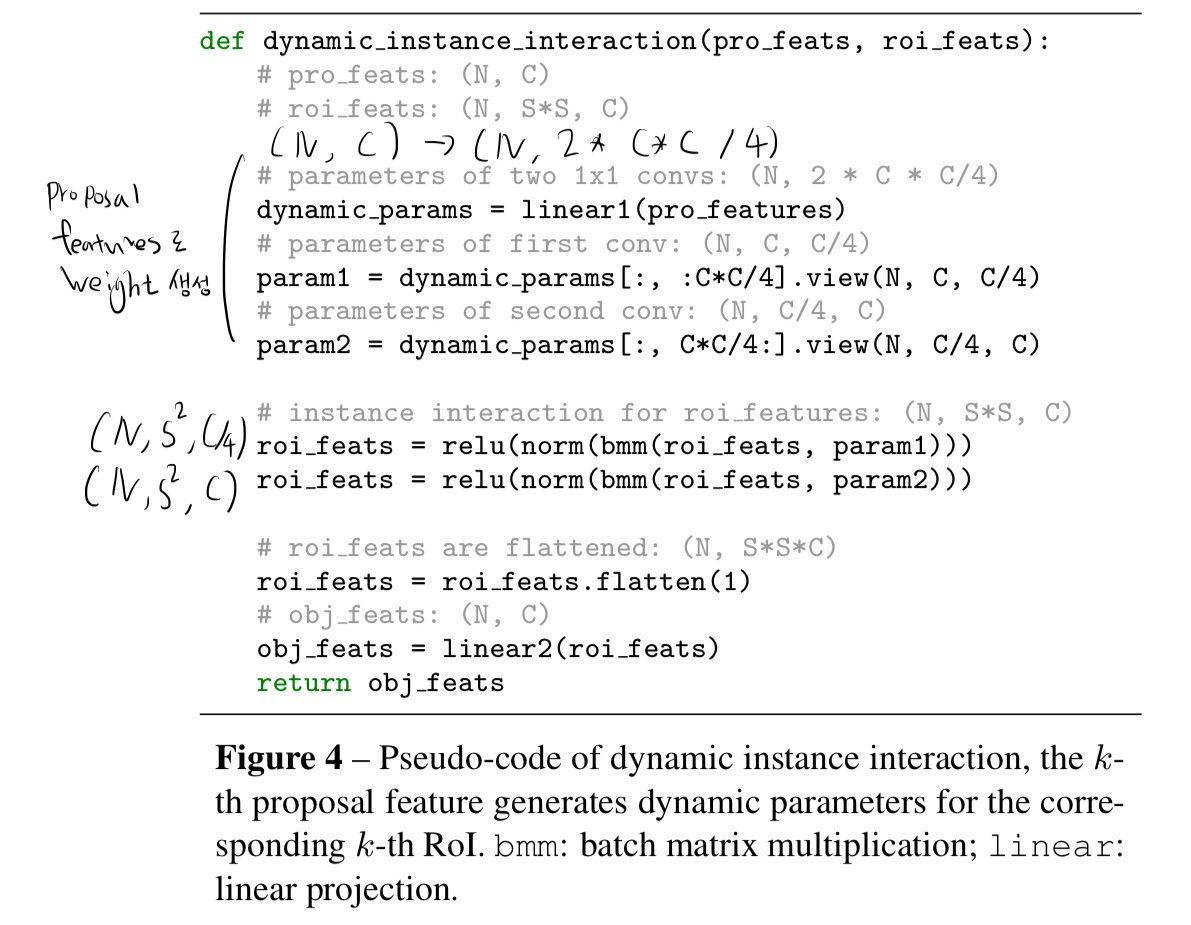 def dynamic_instance_interaction(pro_feats, roi_feats):
# pro_feats: (N, C)
# roi_feats: (N, S*S, C)
(N, C) → (N, 2 * C*C / 4)
# parameters of two 1x1 convs: (N, 2 * C * C/4)
dynamic_params = linear1(pro_features)
# parameters of first conv: (N, C, C/4)
param1 = dynamic_params[:, :C*C/4].view(N, C, C/4)
# parameters of second conv: (N, C/4, C)
param2 = dynamic_params[:, C*C/4:].view(N, C/4, C)
Proposal
features로
weight 생성
# instance interaction for roi_features: (N, S*S, C)
(N, S², C/4) roi_feats = relu(norm(bmm(roi_feats, param1)))
(N, S², C) roi_feats = relu(norm(bmm(roi_feats, param2)))
# roi_feats are flattened: (N, S*S*C)
roi_feats = roi_feats.flatten(1)
# obj_feats: (N, C)
obj_feats = linear2(roi_feats)
return obj_feats
Figure 4 – Pseudo-code of dynamic instance interaction, the k-
th proposal feature generates dynamic parameters for the corre-
sponding k-th RoI. bmm: batch matrix multiplication; linear:
linear projection.